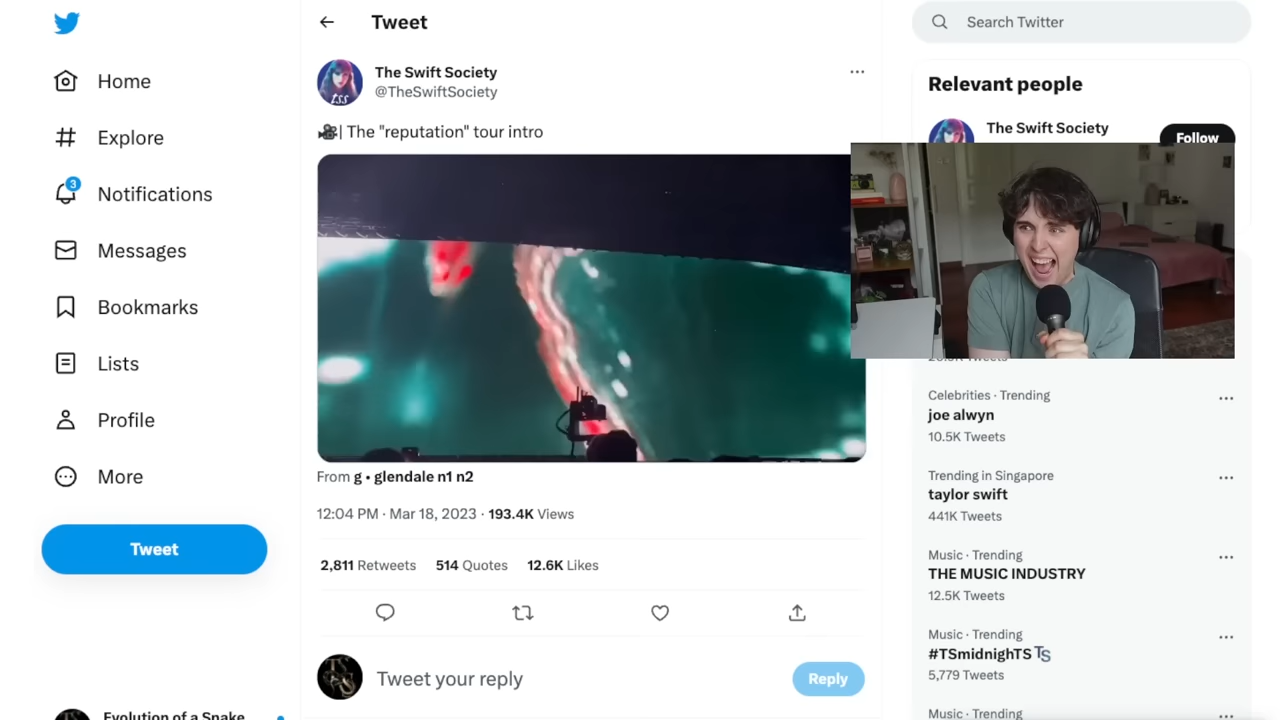 Home
Explore
3
Notifications
Messages
Bookmarks
Lists
Profile
More
Tweet
Evolution of a Snake
Tweet
The Swift Society
@TheSwiftSociety
| The "reputation" tour intro
From g • glendale n1 n2
12:04 PM · Mar 18, 2023 · 193.4K Views
2,811 Retweets 514 Quotes 12.6K Likes
Tweet your reply
Reply
Search Twitter
Relevant people
The Swift Society
Follow
Celebrities · Trending
joe alwyn
10.5K Tweets
Trending in Singapore
taylor swift
441K Tweets
Music · Trending
THE MUSIC INDUSTRY
12.5K Tweets
Music · Trending
#TSmidnighTS TS
5,779 Tweets
Music · Trending